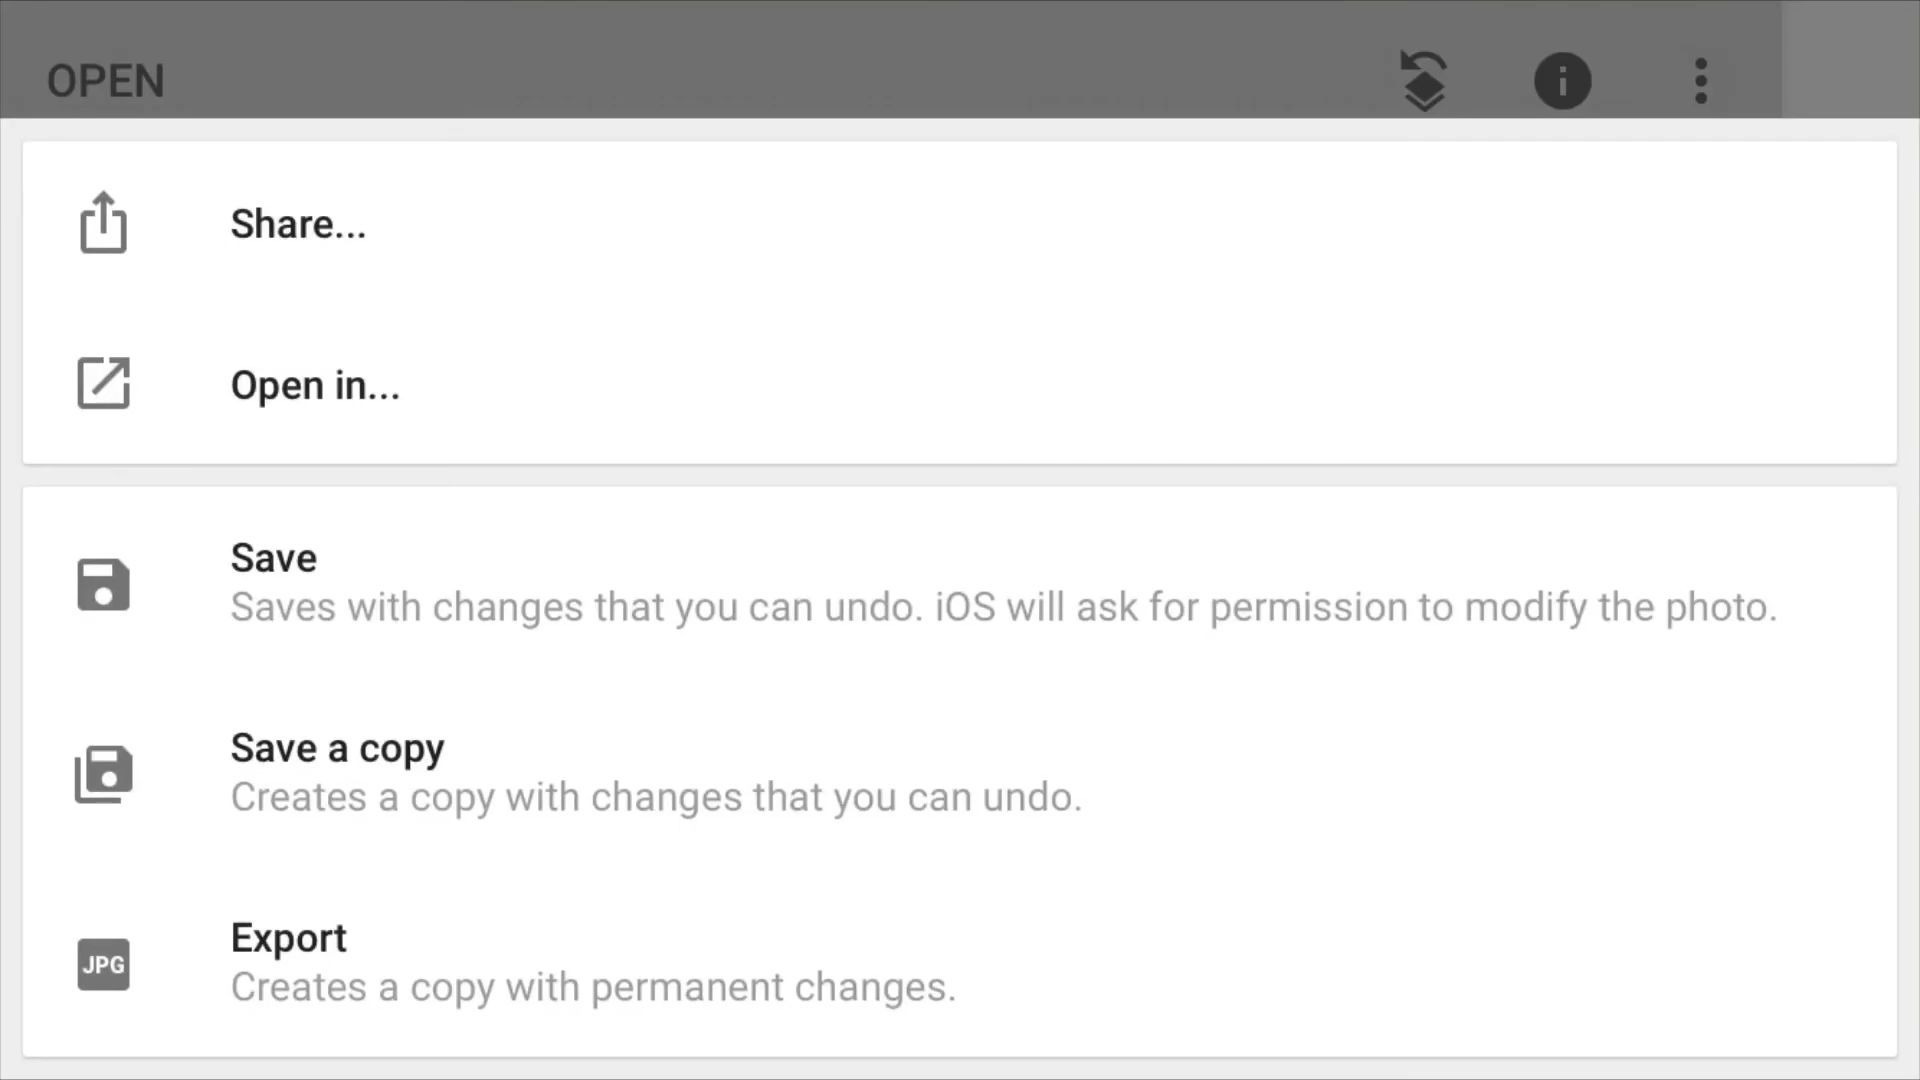 OPEN
Share...
Open in...
Save
Saves with changes that you can undo. iOS will ask for permission to modify the photo.
Save a copy
Creates a copy with changes that you can undo.
JPG
Export
Creates a copy with permanent changes.